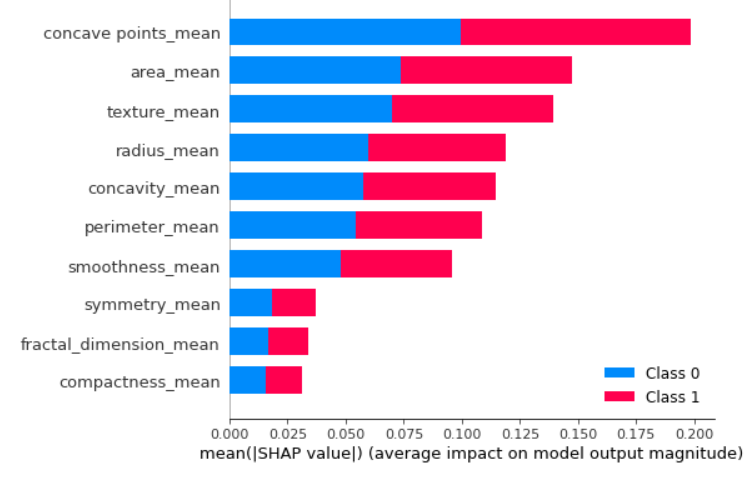 concave points_mean
area_mean
texture_mean
radius_mean
concavity_mean
perimeter_mean
smoothness_mean
symmetry_mean
fractal_dimension_mean
compactness_mean
Class 0
Class 1
0.000 0.025 0.050 0.075 0.100 0.125 0.150 0.175 0.200
mean(|SHAP value|) (average impact on model output magnitude)